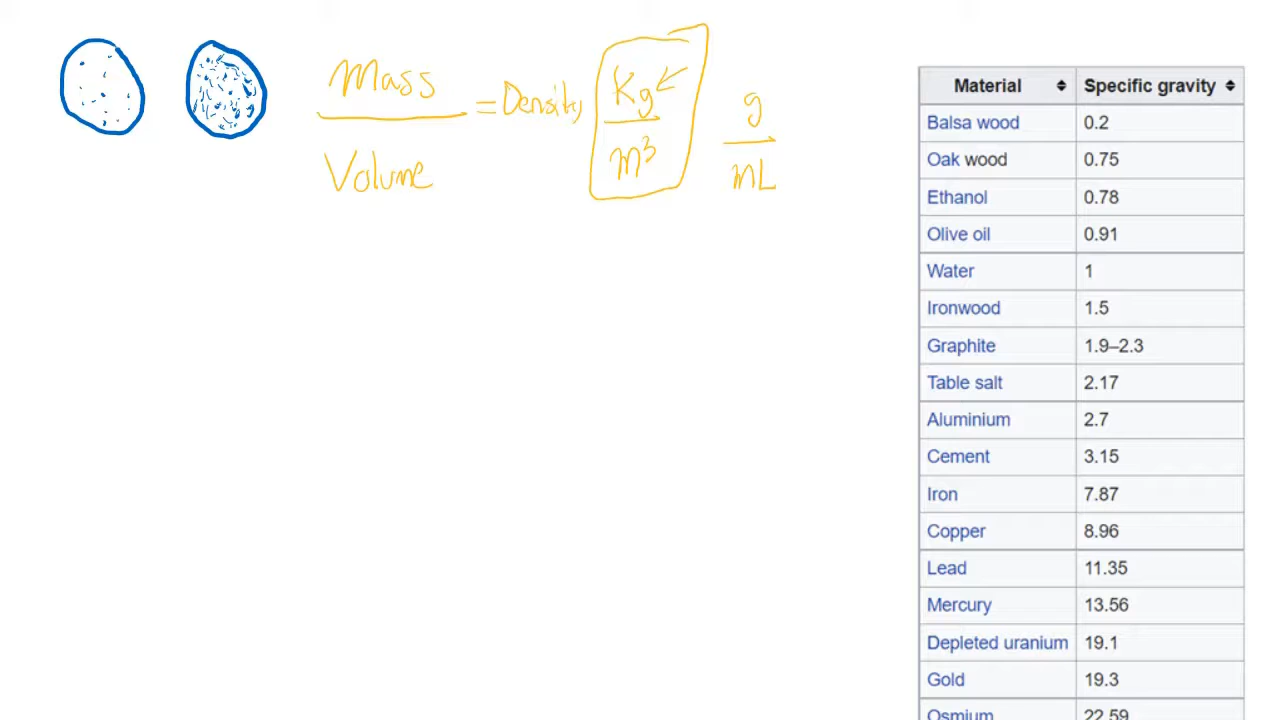 Mass
Volume
= Density
Kg
m³
g
mL
Material Specific gravity
Balsa wood 0.2
Oak wood 0.75
Ethanol 0.78
Olive oil 0.91
Water 1
Ironwood 1.5
Graphite 1.9–2.3
Table salt 2.17
Aluminium 2.7
Cement 3.15
Iron 7.87
Copper 8.96
Lead 11.35
Mercury 13.56
Depleted uranium 19.1
Gold 19.3
Osmium 22.59